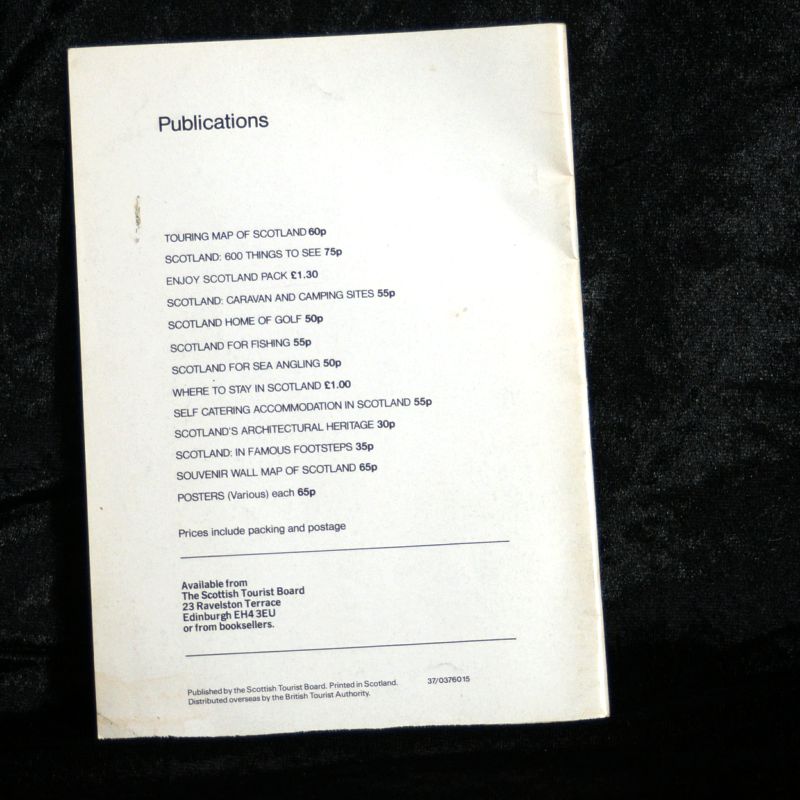 Publications
TOURING MAP OF SCOTLAND 60p
SCOTLAND: 600 THINGS TO SEE 75p
ENJOY SCOTLAND PACK £1.30
SCOTLAND: CARAVAN AND CAMPING SITES 55p
SCOTLAND HOME OF GOLF 50p
SCOTLAND FOR FISHING 55p
SCOTLAND FOR SEA ANGLING 50p
WHERE TO STAY IN SCOTLAND £1.00
SELF CATERING ACCOMMODATION IN SCOTLAND 55p
SCOTLAND'S ARCHITECTURAL HERITAGE 30p
SCOTLAND: IN FAMOUS FOOTSTEPS 35p
SOUVENIR WALL MAP OF SCOTLAND 65p
POSTERS (Various) each 65p
Prices include packing and postage
Available from
The Scottish Tourist Board
23 Ravelston Terrace
Edinburgh EH4 3EU
or from booksellers.
Published by the Scottish Tourist Board. Printed in Scotland. 37/0376015
Distributed overseas by the British Tourist Authority.